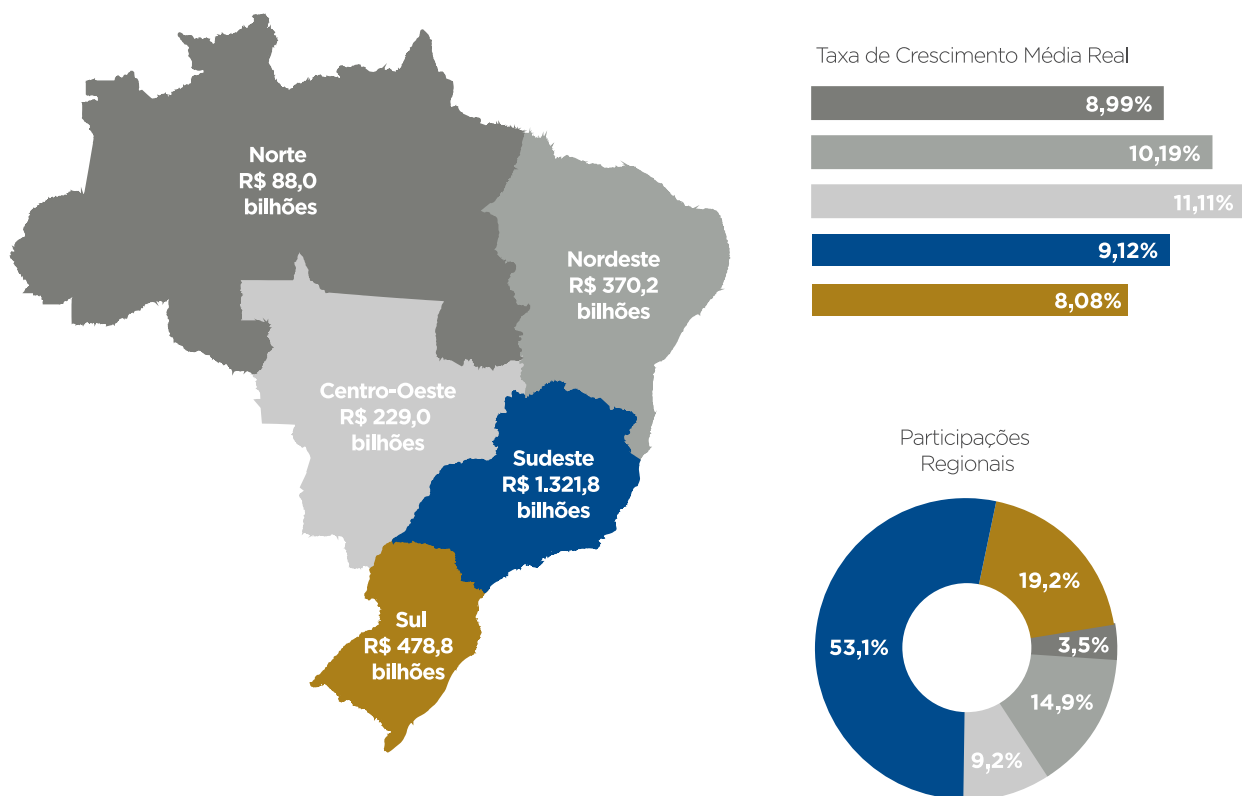 Norte
R$ 88,0
bilhões
Nordeste
R$ 370,2
bilhões
Centro-Oeste
R$ 229,0
bilhões
Sudeste
R$ 1.321,8
bilhões
Sul
R$ 478,8
bilhões
Taxa de Crescimento Média Real
8,99%
10,19%
11,11%
9,12%
8,08%
Participações
Regionais
19,2%
53,1%
3,5%
14,9%
9,2%